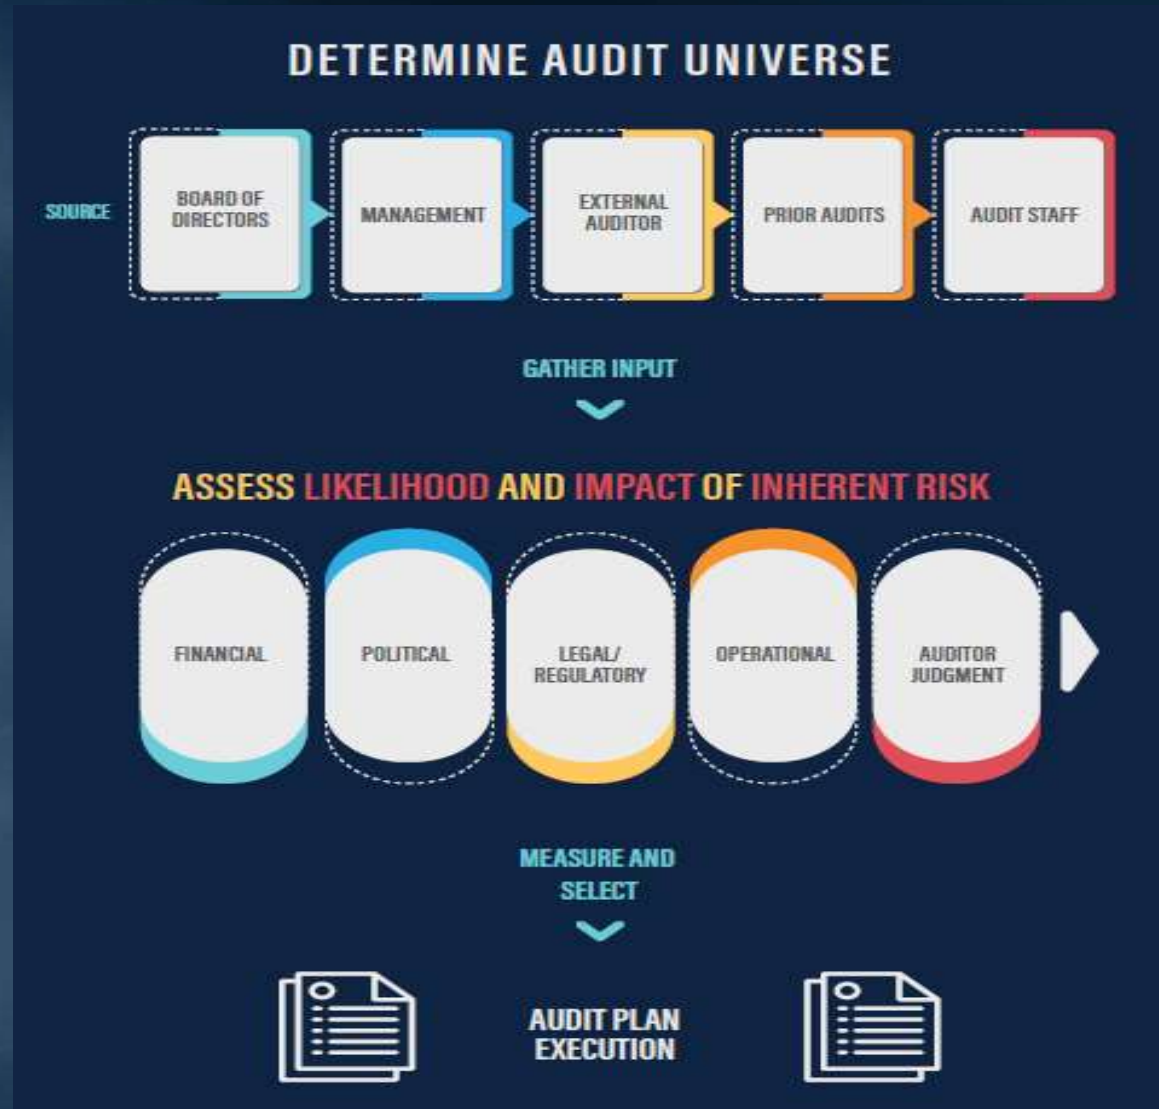 DETERMINE AUDIT UNIVERSE
SOURCE
BOARD OF
DIRECTORS
MANAGEMENT
EXTERNAL
AUDITOR
PRIOR AUDITS
AUDIT STAFF
GATHER INPUT
ASSESS LIKELIHOOD AND IMPACT OF INHERENT RISK
FINANCIAL
POLITICAL
LEGAL/
REGULATORY
OPERATIONAL
AUDITOR
JUDGMENT
MEASURE AND
SELECT
AUDIT PLAN
EXECUTION